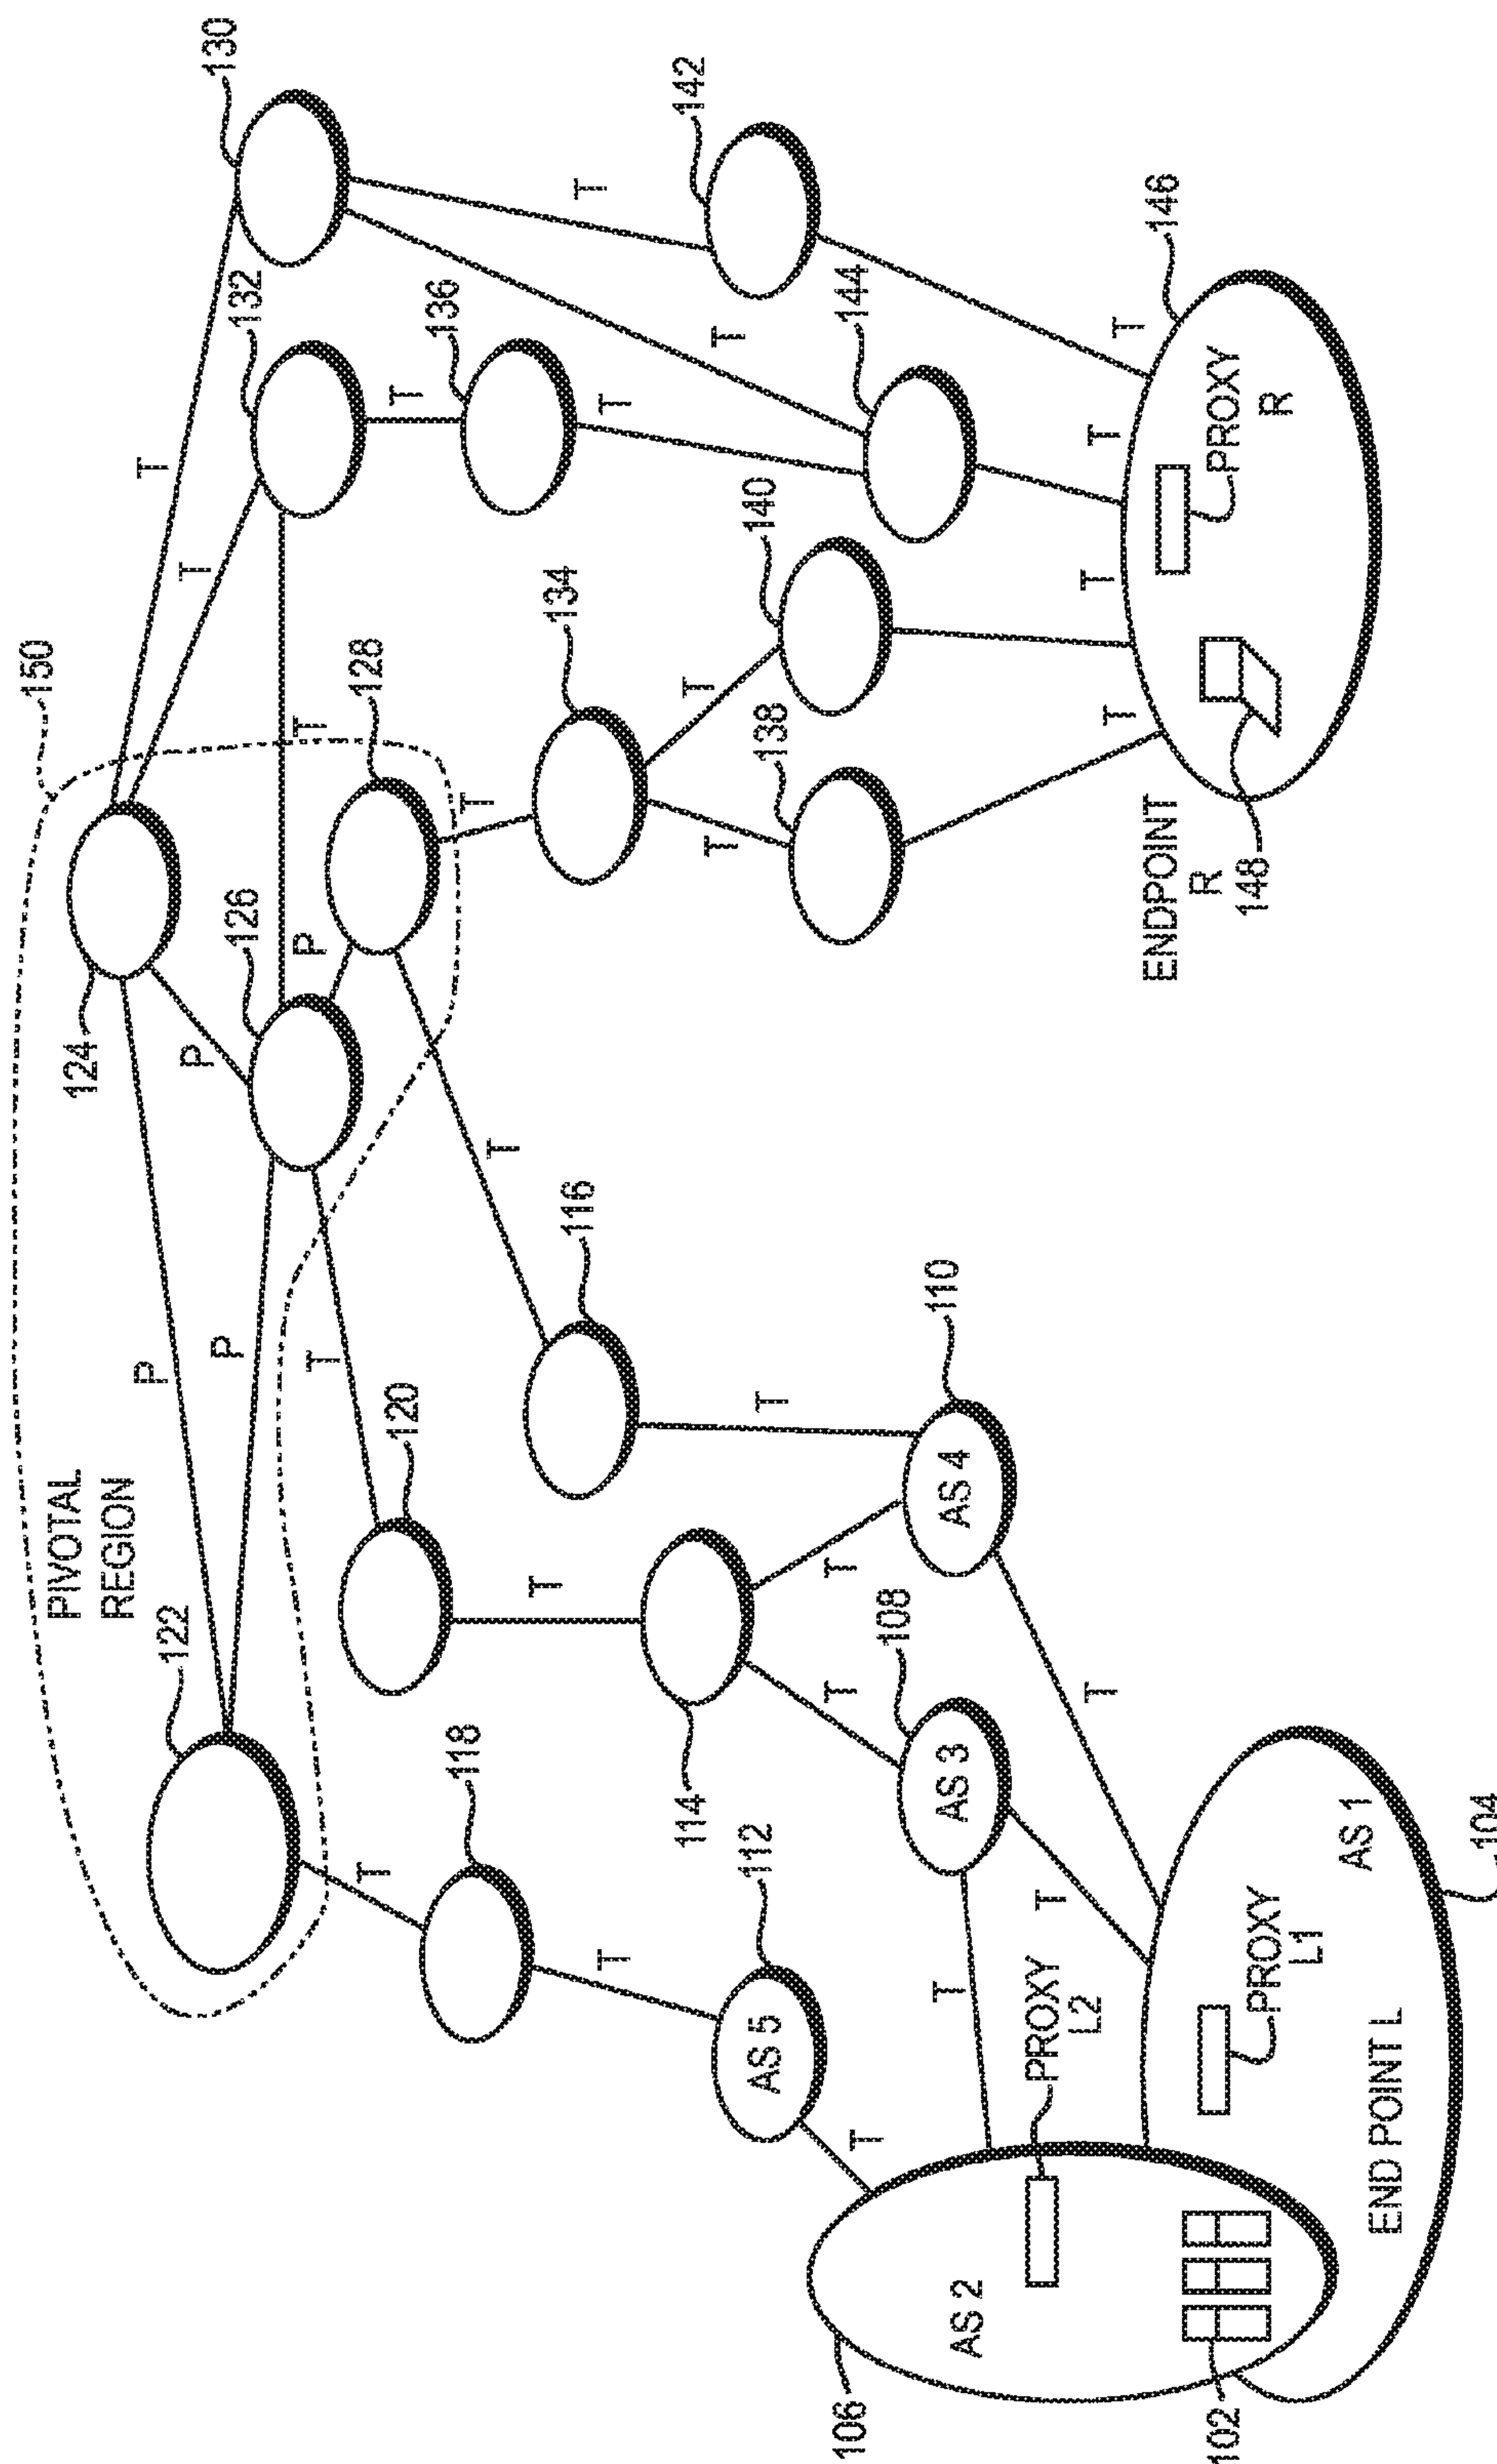 150
130
T
T
124
132
PIVOTAL
REGION
122
P
P
P
126
P
T
128
136
T
T
142
T
T
T
118
T
120
T
T
116
T
134
T
T
138
140
T
144
T
T
AS 5
112
T
114
T
T
T
108
AS 3
AS 4
110
T
T
T
T
T
T
T
T
146
PROXY
R
ENDPOINT
R
148
106
AS 2
PROXY
L2
102
PROXY
L1
AS 1
END POINT L
104